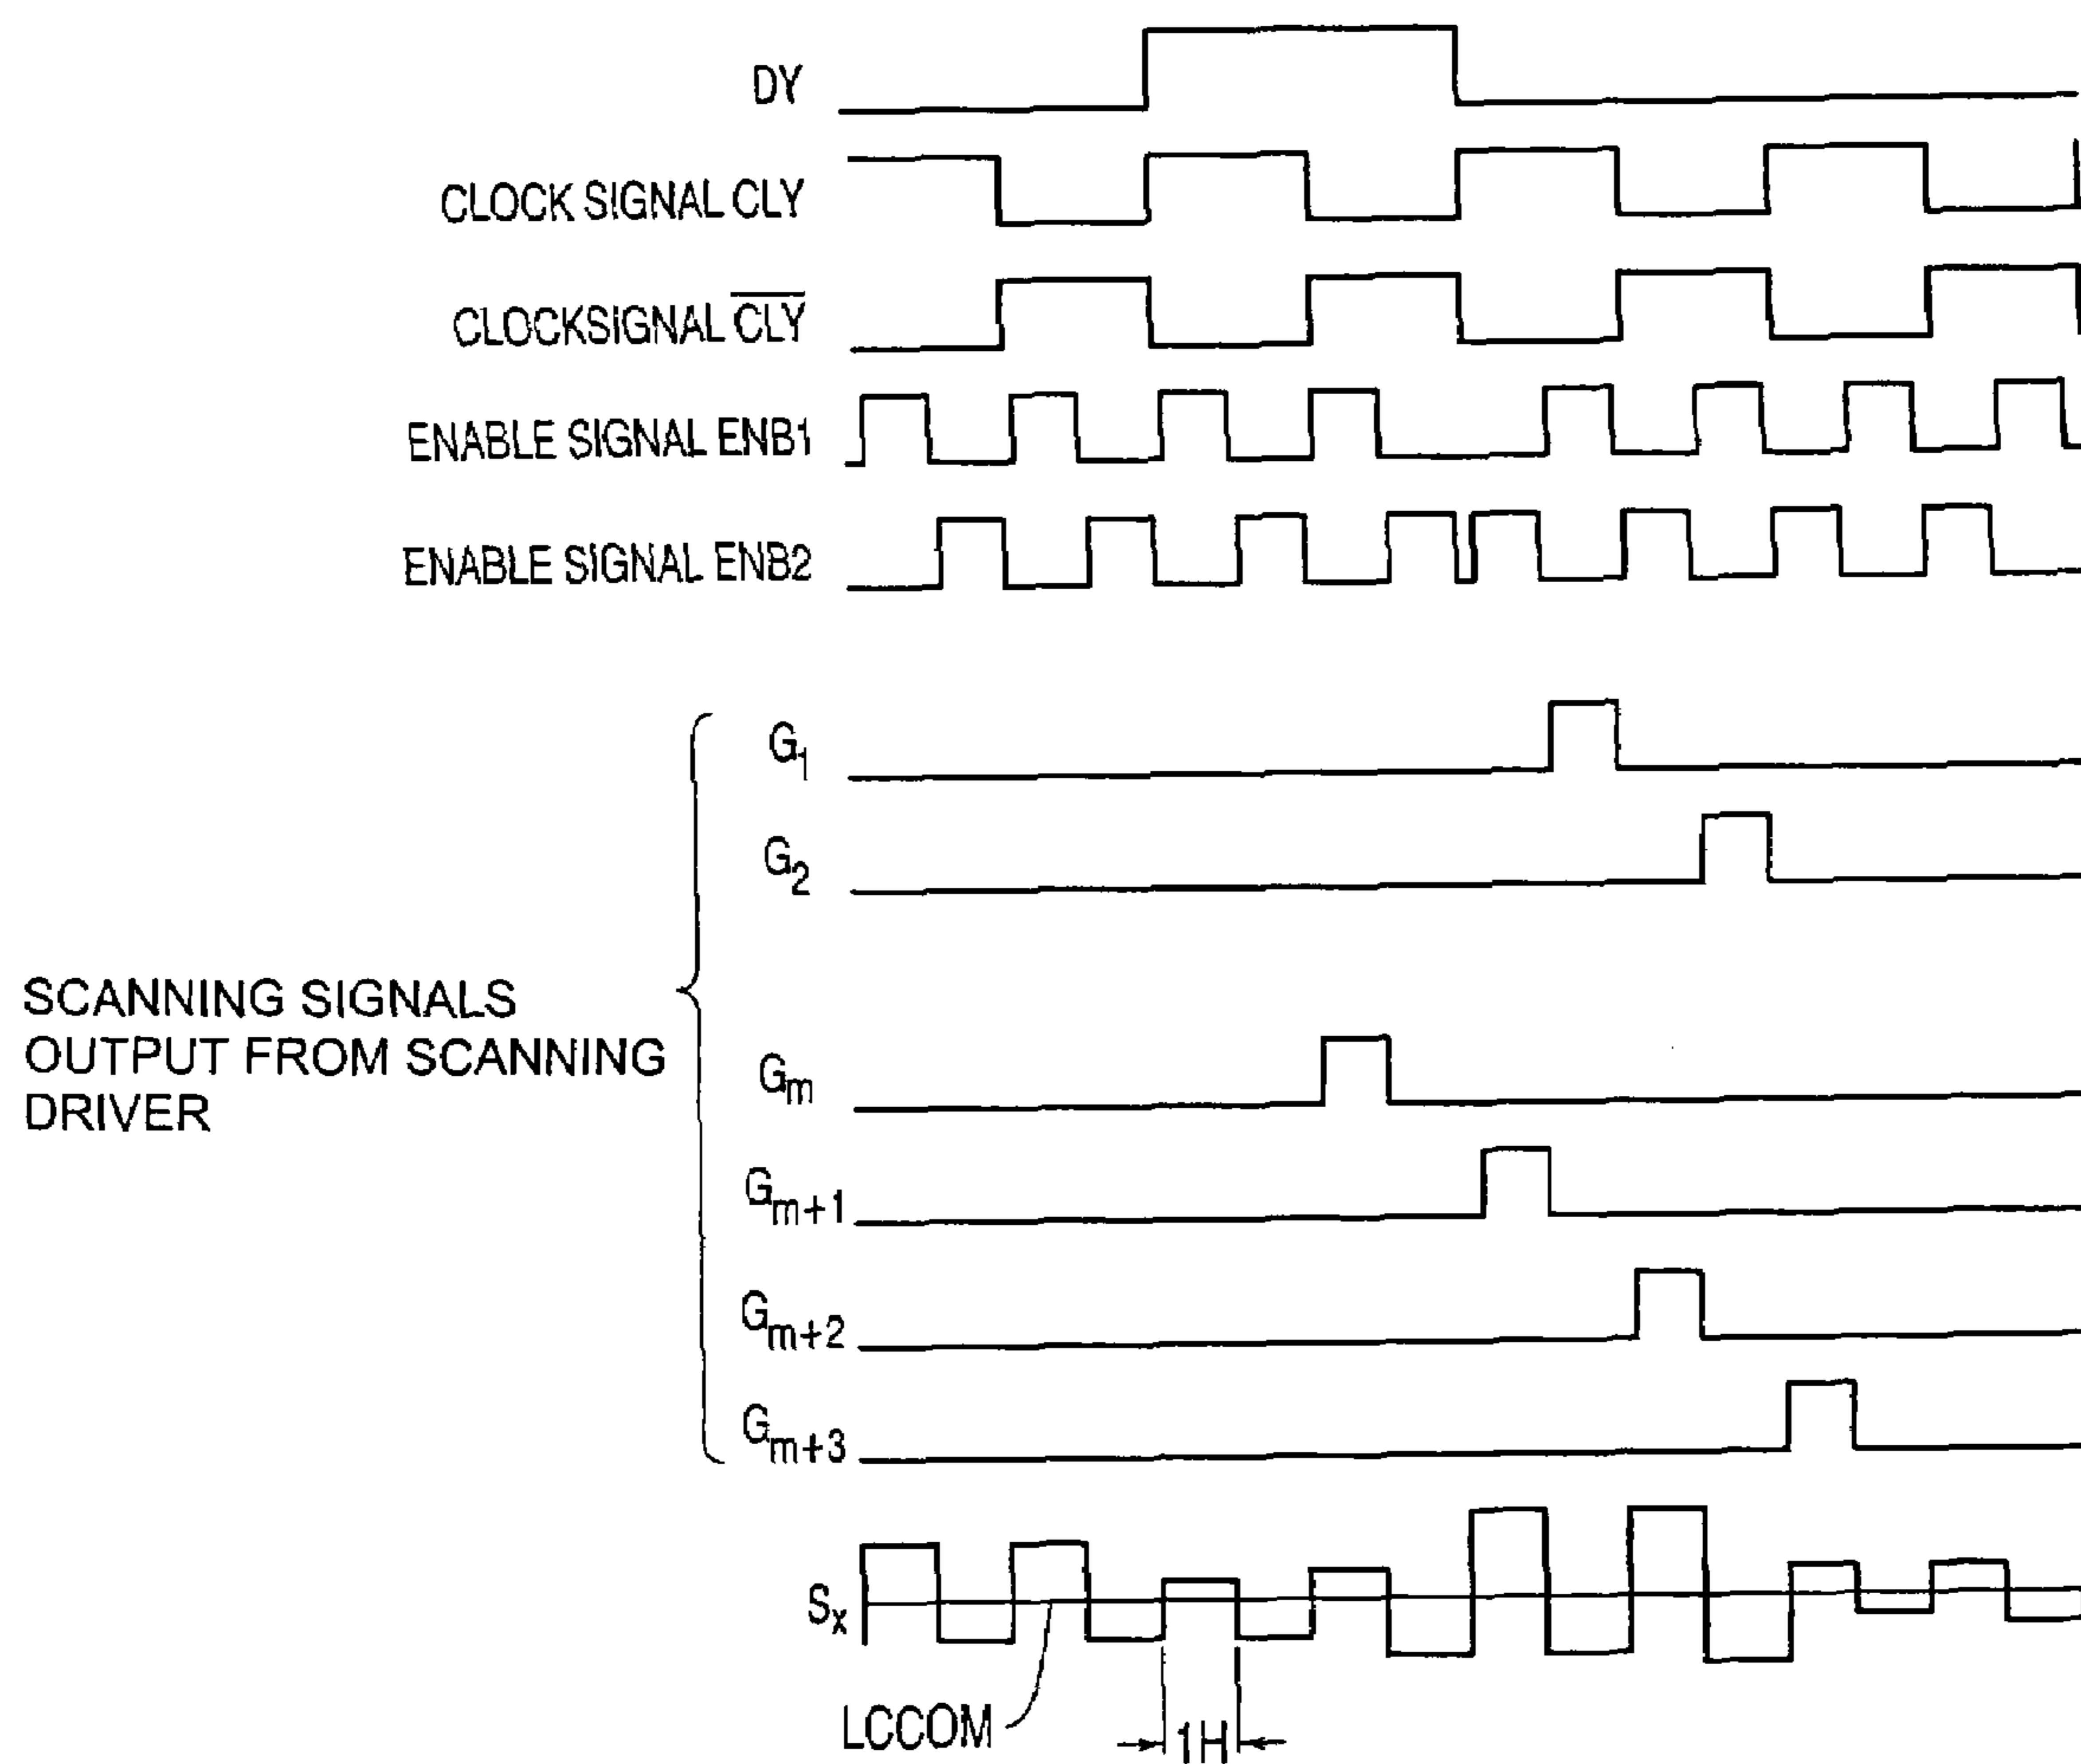 DY
CLOCK SIGNAL CLY
CLOCKSIGNAL C̅L̅Y̅
ENABLE SIGNAL ENB1
ENABLE SIGNAL ENB2
G1
G2
SCANNING SIGNALS
OUTPUT FROM SCANNING
DRIVER
Gm
Gm+1
Gm+2
Gm+3
Sx
LCCOM
1H